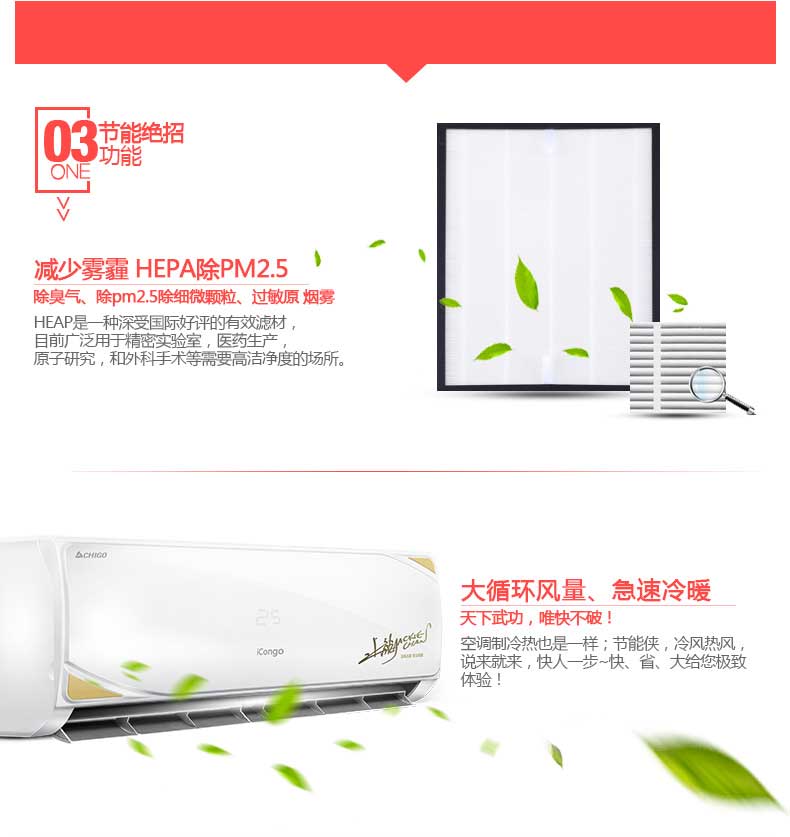 03 节能绝招
ONE 功能
减少雾霾 HEPA除PM2.5
除臭气、除pm2.5除细微颗粒、过敏原 烟雾
HEAP是一种深受国际好评的有效滤材，
目前广泛用于精密实验室，医药生产，
原子研究，和外科手术等需要高洁净度的场所。
CHIGO
25
iCongo
大循环风量、急速冷暖
天下武功，唯快不破！
空调制冷热也是一样；节能侠，冷风热风，
说来就来，快人一步~快、省、大给您极致
体验！